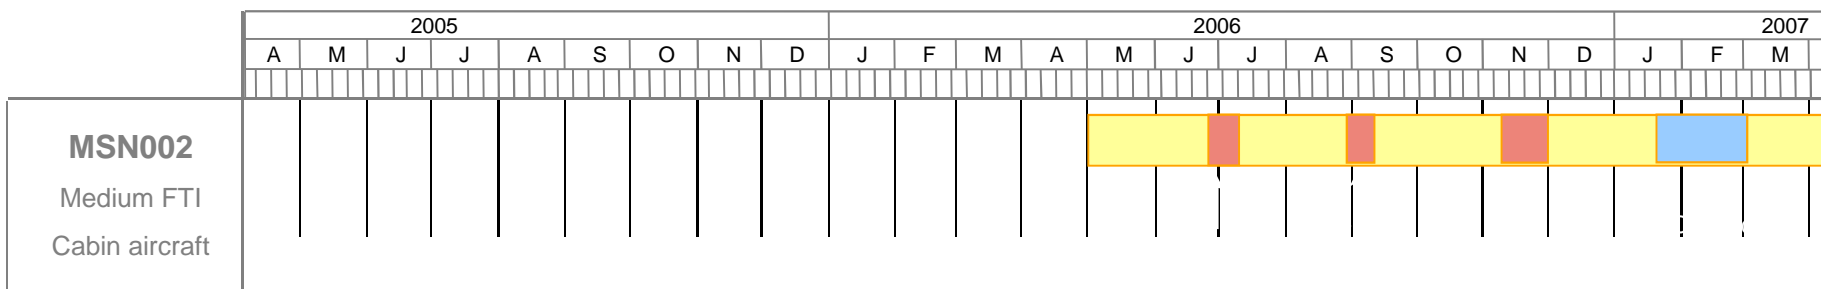 2005 2006 2007
A M J J A S O N D J F M A M J J A S O N D J F M
MSN002
Medium FTI
Cabin aircraft